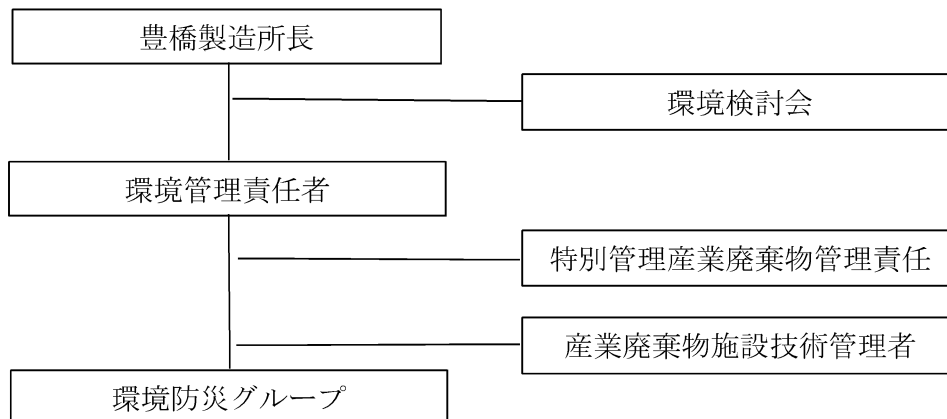 豊橋製造所長
環境検討会
環境管理責任者
特別管理産業廃棄物管理責任
産業廃棄物施設技術管理者
環境防災グループ